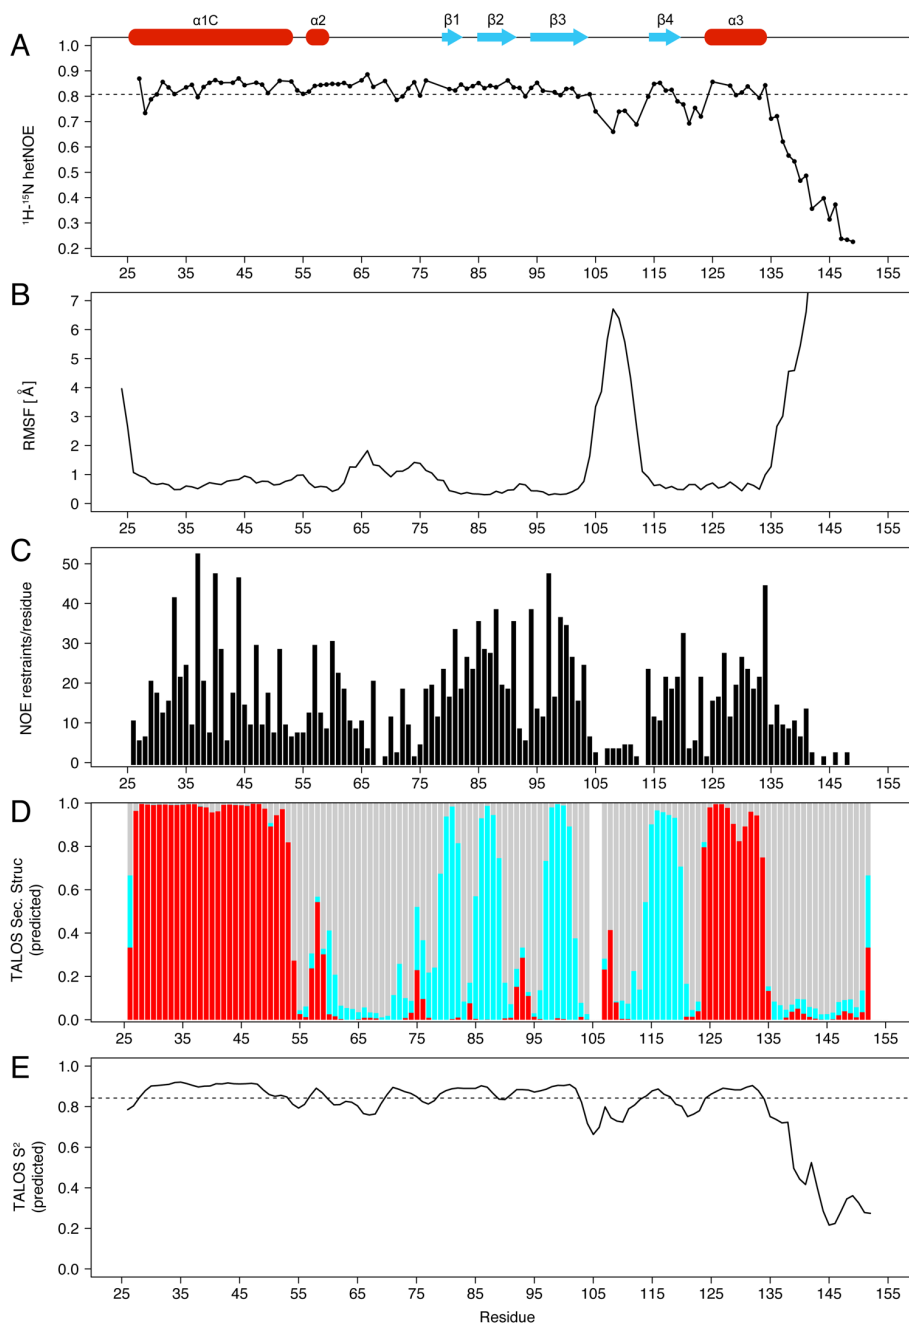 α1C α2 β1 β2 β3 β4 α3
A
1.0
0.9
0.8
0.7
0.6
0.5
0.4
0.3
0.2
¹H-¹⁵N hetNOE
25 35 45 55 65 75 85 95 105 115 125 135 145 155
B
7
6
5
4
3
2
1
0
RMSF [ Å]
25 35 45 55 65 75 85 95 105 115 125 135 145 155
C
50
40
30
20
10
0
NOE restraints/residue
25 35 45 55 65 75 85 95 105 115 125 135 145 155
D
1.0
0.8
0.6
0.4
0.2
0.0
TALOS Sec. Struc
(predicted)
25 35 45 55 65 75 85 95 105 115 125 135 145 155
E
1.0
0.8
0.6
0.4
0.2
0.0
TALOS S²
(predicted)
25 35 45 55 65 75 85 95 105 115 125 135 145 155
Residue